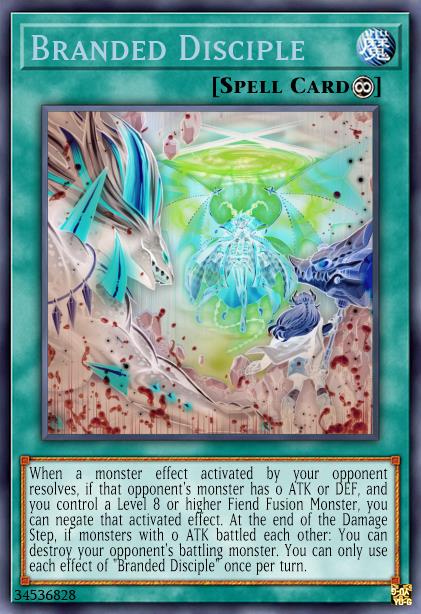 Branded Disciple
魔
[Spell Card]
When a monster effect activated by your opponent
resolves, if that opponent's monster has 0 ATK or DEF, and
you control a Level 8 or higher Fiend Fusion Monster, you
can negate that activated effect. At the end of the Damage
Step, if monsters with 0 ATK battled each other: You can
destroy your opponent's battling monster. You can only use
each effect of "Branded Disciple" once per turn.
34536828